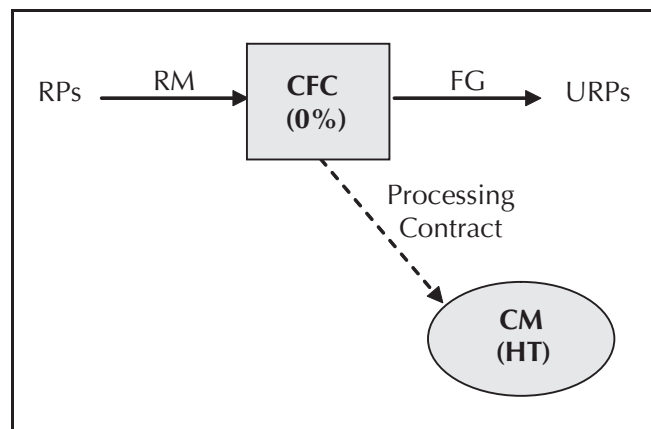 RPs
RM
CFC
(0%)
FG
URPs
Processing
Contract
CM
(HT)